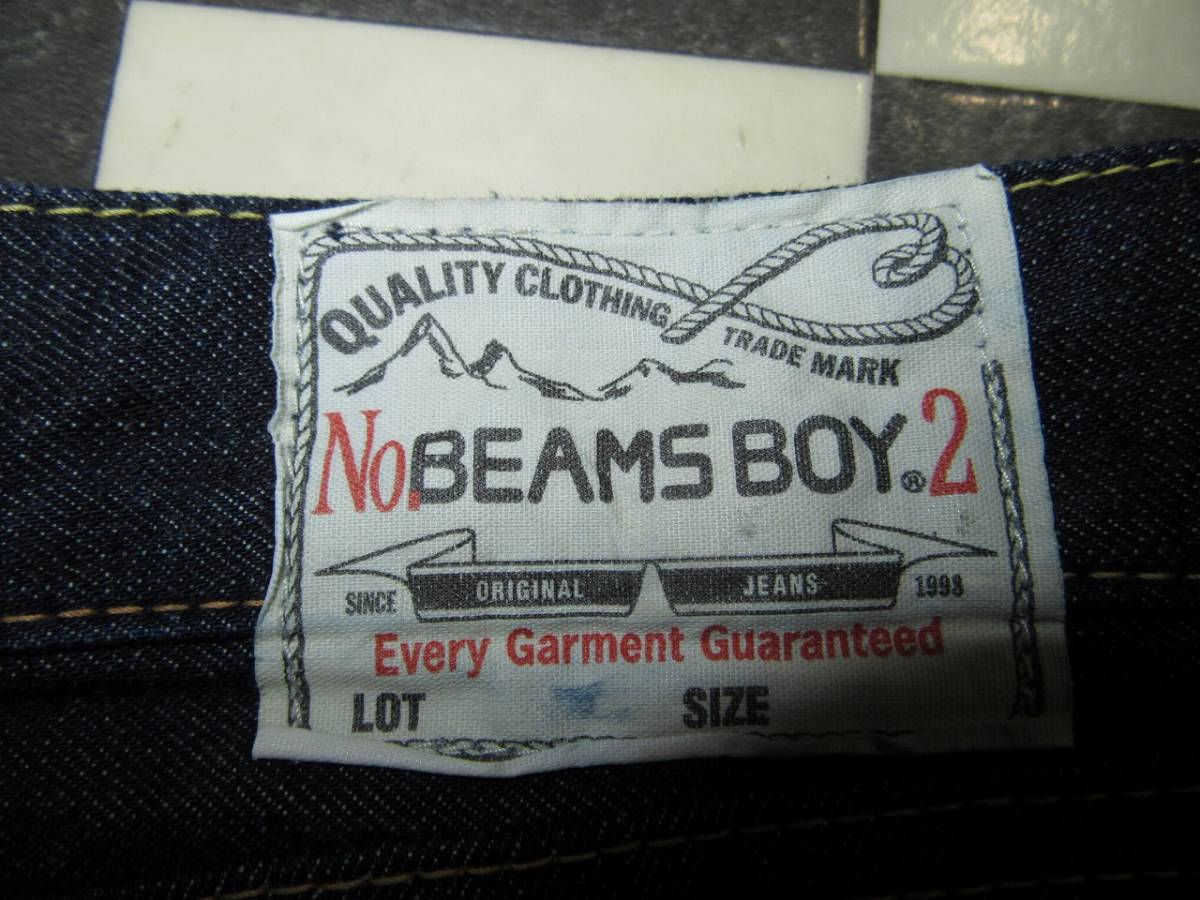 QUALITY CLOTHING
TRADE MARK
No. BEAMS BOY® 2
SINCE ORIGINAL JEANS 1998
Every Garment Guaranteed
LOT SIZE